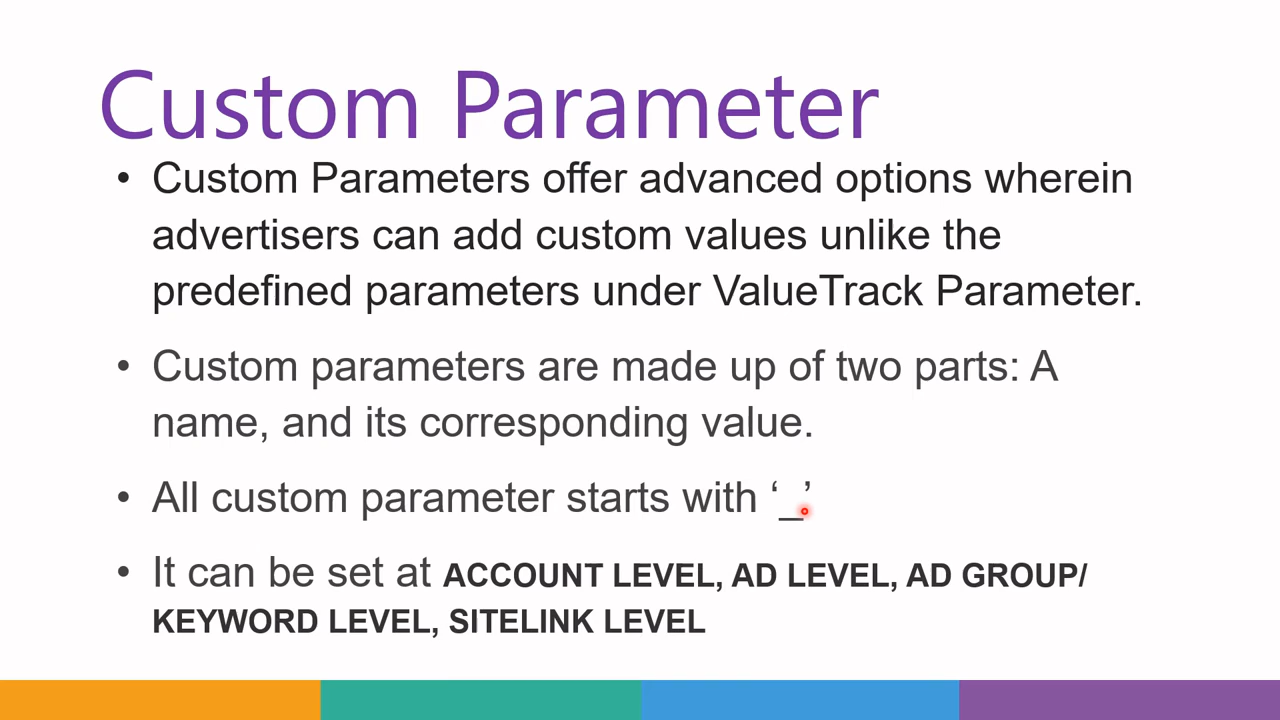 Custom Parameter
• Custom Parameters offer advanced options wherein
advertisers can add custom values unlike the
predefined parameters under ValueTrack Parameter.
• Custom parameters are made up of two parts: A
name, and its corresponding value.
• All custom parameter starts with ‘_’
• It can be set at ACCOUNT LEVEL, AD LEVEL, AD GROUP/
KEYWORD LEVEL, SITELINK LEVEL